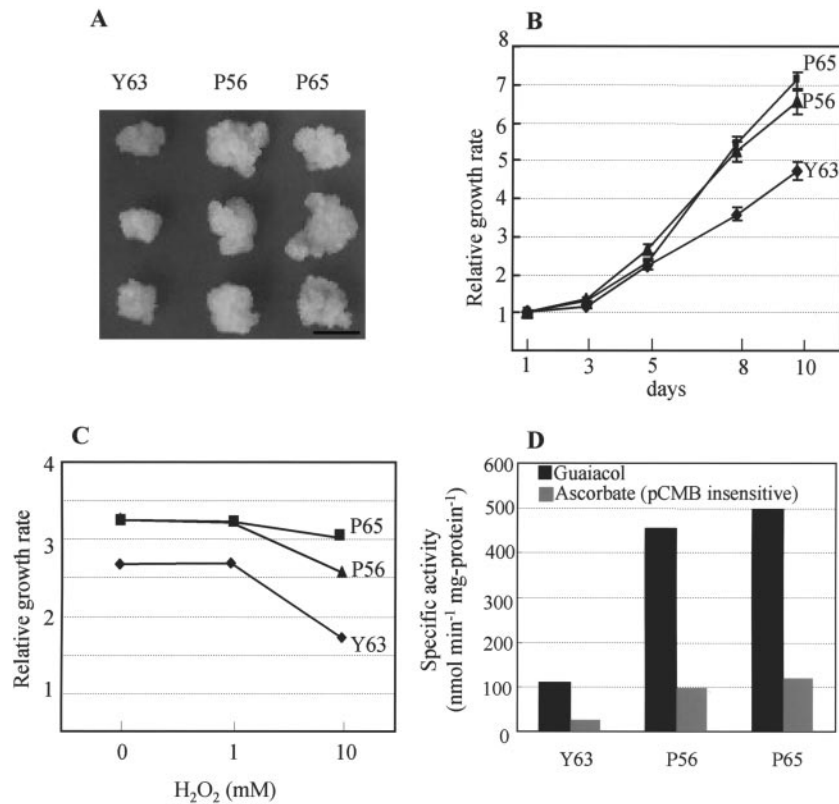 A
Y63 P56 P65
B
Relative growth rate
8
7
6
5
4
3
2
1
P65
P56
Y63
1 3 5 8 10
days
C
Relative growth rate
4
3
2
1
P65
P56
Y63
0 1 10
H₂O₂ (mM)
D
Specific activity
(nmol min⁻¹ mg-protein⁻¹)
600
500
400
300
200
100
0
Guaiacol
Ascorbate (pCMB insensitive)
Y63 P56 P65